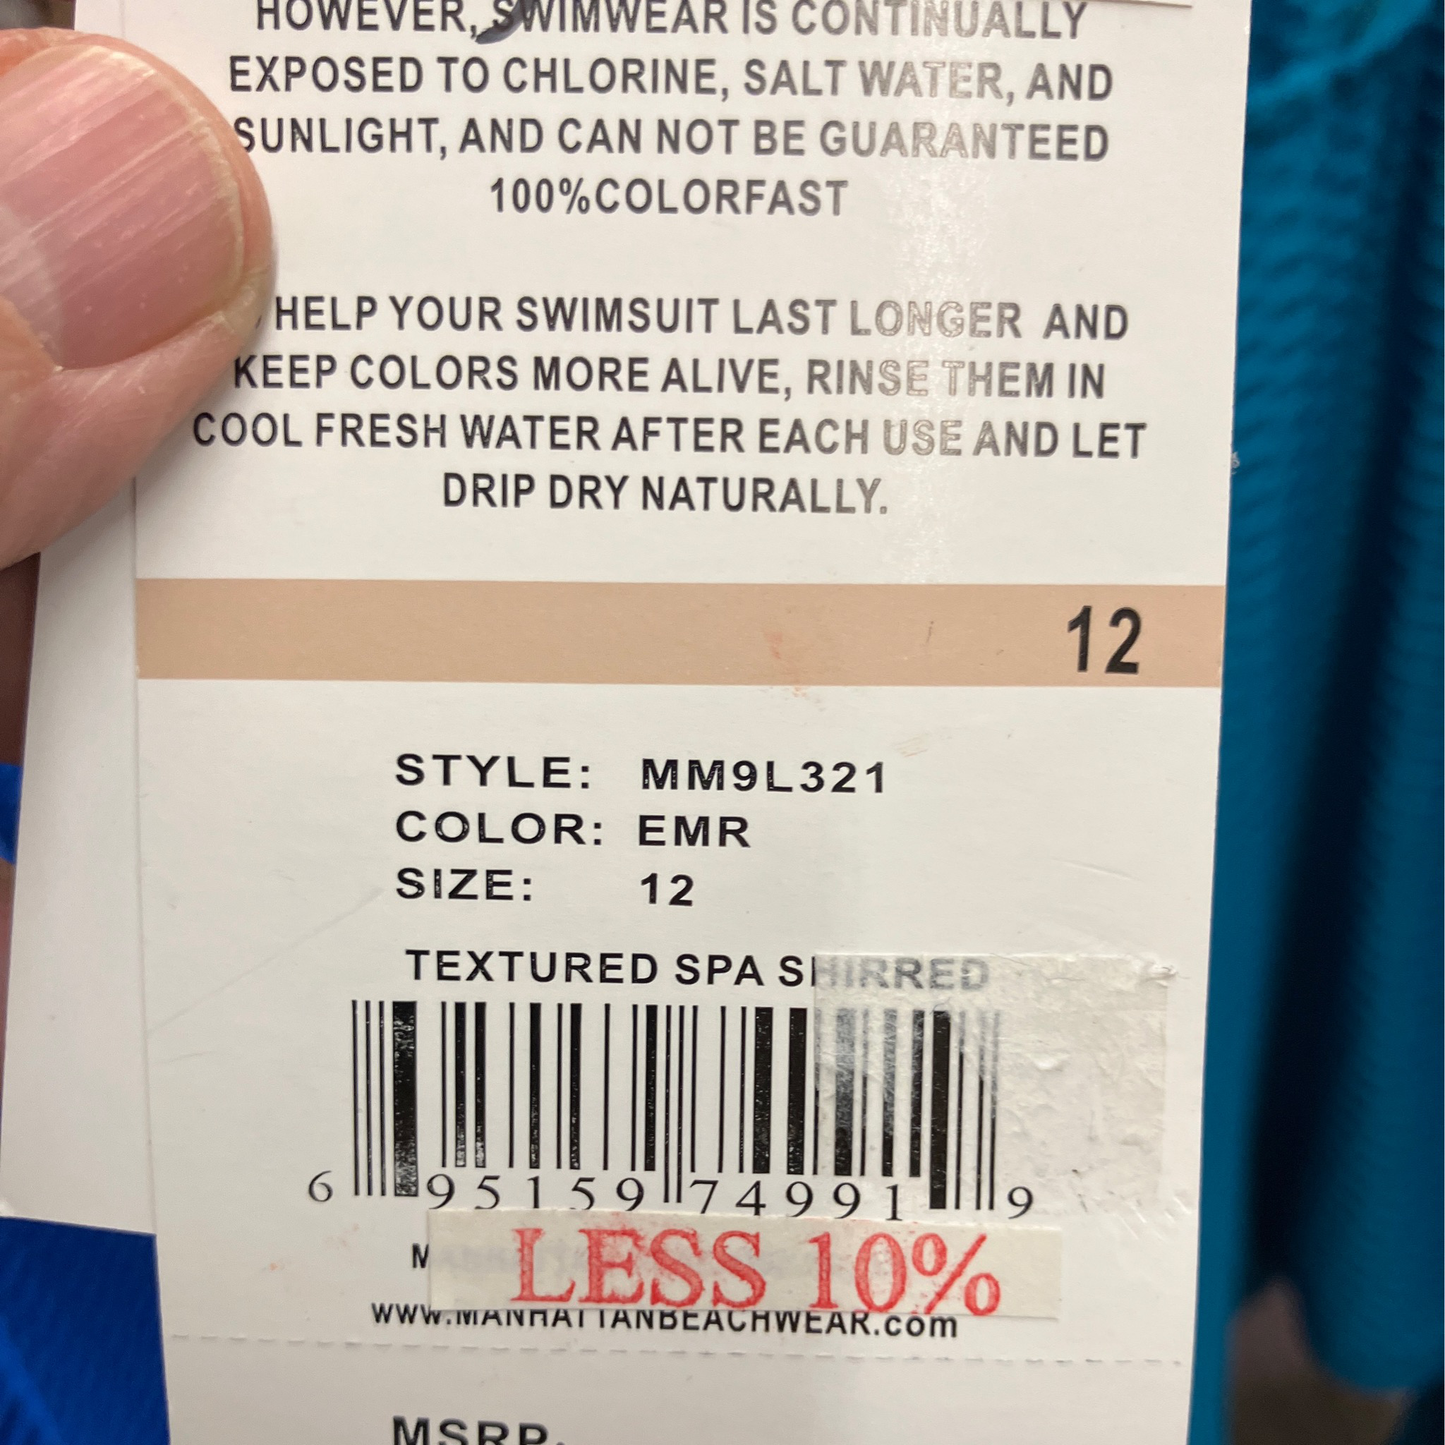 HOWEVER, SWIMWEAR IS CONTINUALLY
EXPOSED TO CHLORINE, SALT WATER, AND
SUNLIGHT, AND CAN NOT BE GUARANTEED
100%COLORFAST
HELP YOUR SWIMSUIT LAST LONGER AND
KEEP COLORS MORE ALIVE, RINSE THEM IN
COOL FRESH WATER AFTER EACH USE AND LET
DRIP DRY NATURALLY.
12
STYLE: MM9L321
COLOR: EMR
SIZE: 12
TEXTURED SPA SHIRRED
6 95159 74991 9
LESS 10%
www.MANHATTANBEACHWEAR.com
MSRP